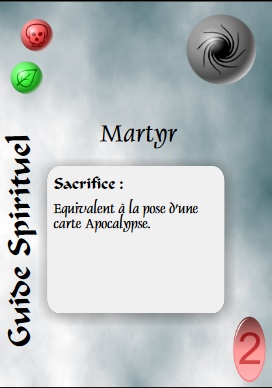 Martyr
Guide Spirituel
Sacrifice :
Equivalent à la pose d'une
carte Apocalypse.
2